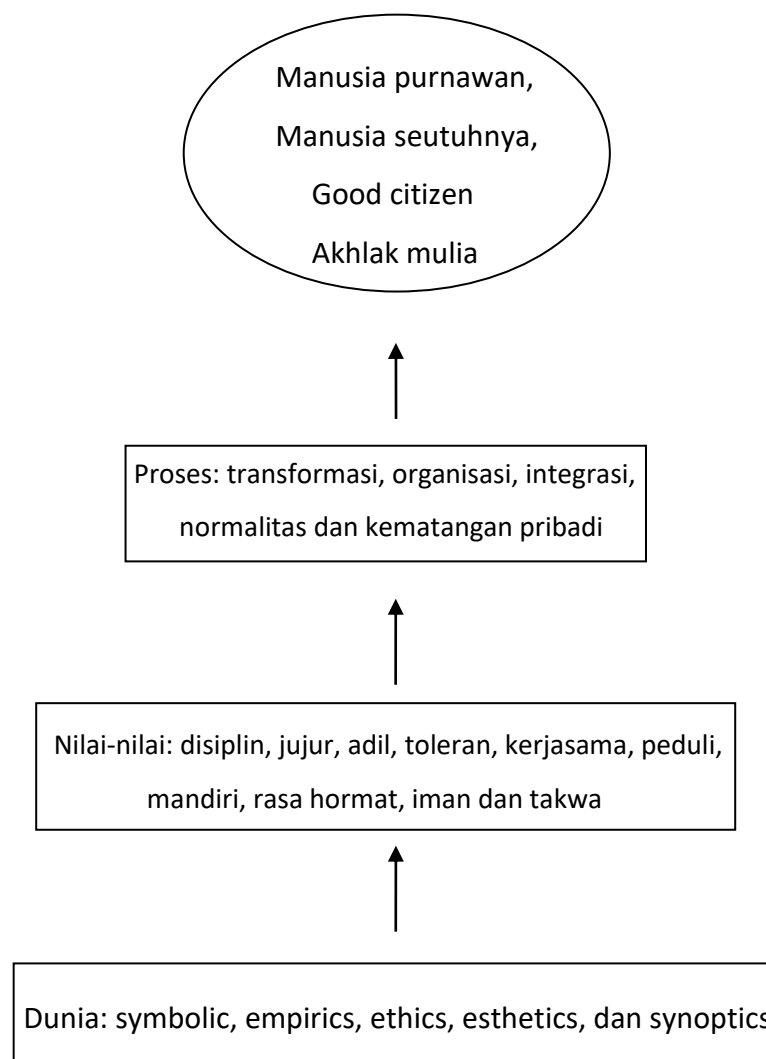 Manusia purnawan,
Manusia seutuhnya,
Good citizen
Akhlak mulia
Proses: transformasi, organisasi, integrasi,
normalitas dan kematangan pribadi
Nilai-nilai: disiplin, jujur, adil, toleran, kerjasama, peduli,
mandiri, rasa hormat, iman dan takwa
Dunia: symbolic, empirics, ethics, esthetics, dan synoptics